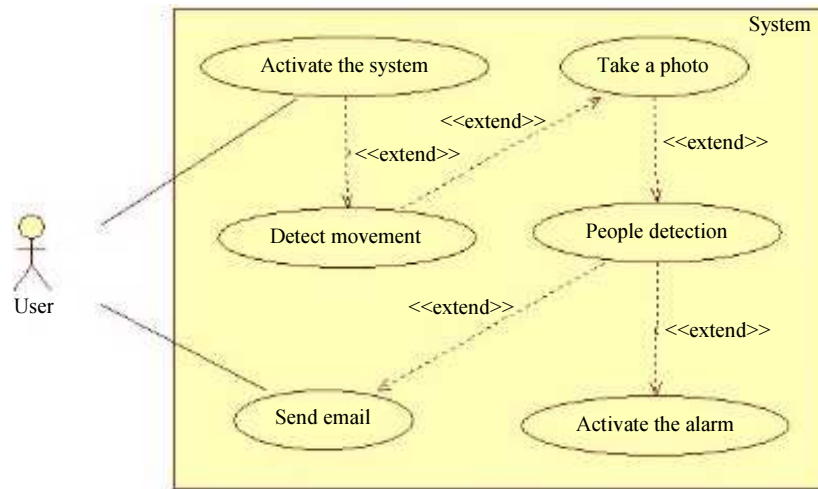 System
Activate the system
Take a photo
<<extend>>
<<extend>>
<<extend>>
Detect movement
People detection
User
<<extend>>
<<extend>>
Send email
Activate the alarm